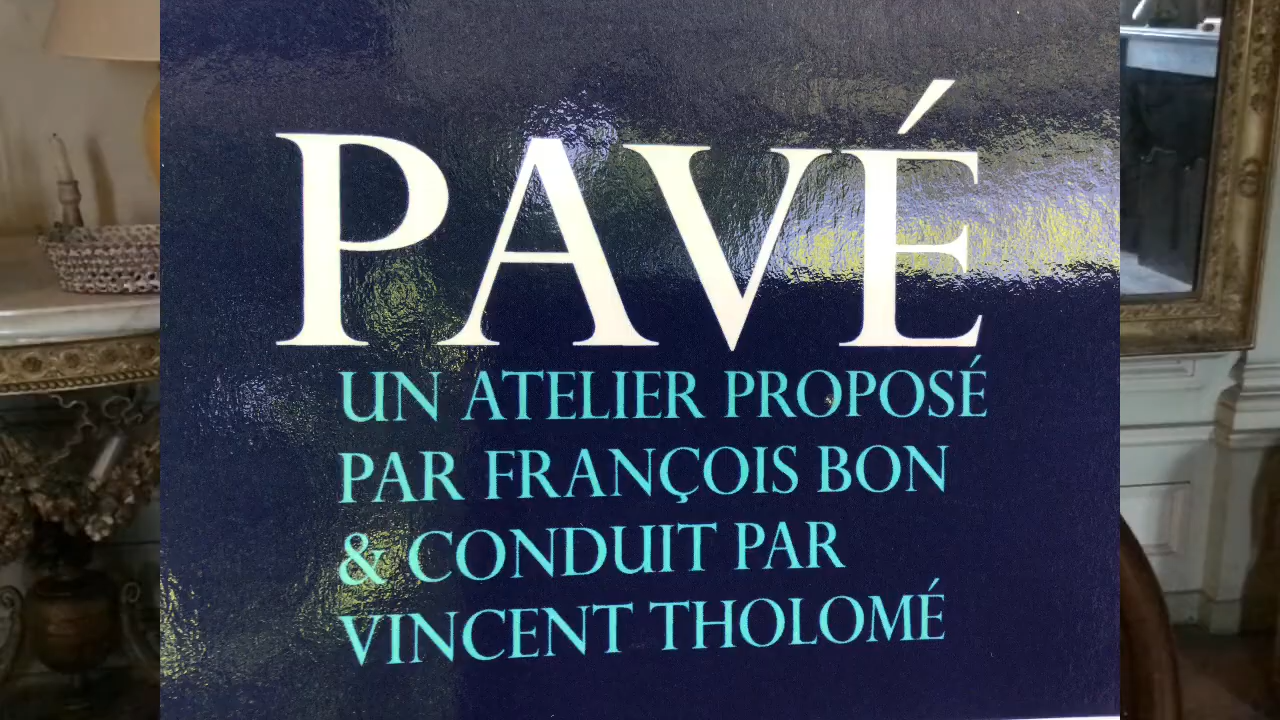 PAVÉ
UN ATELIER PROPOSÉ
PAR FRANÇOIS BON
& CONDUIT PAR
VINCENT THOLOMÉ